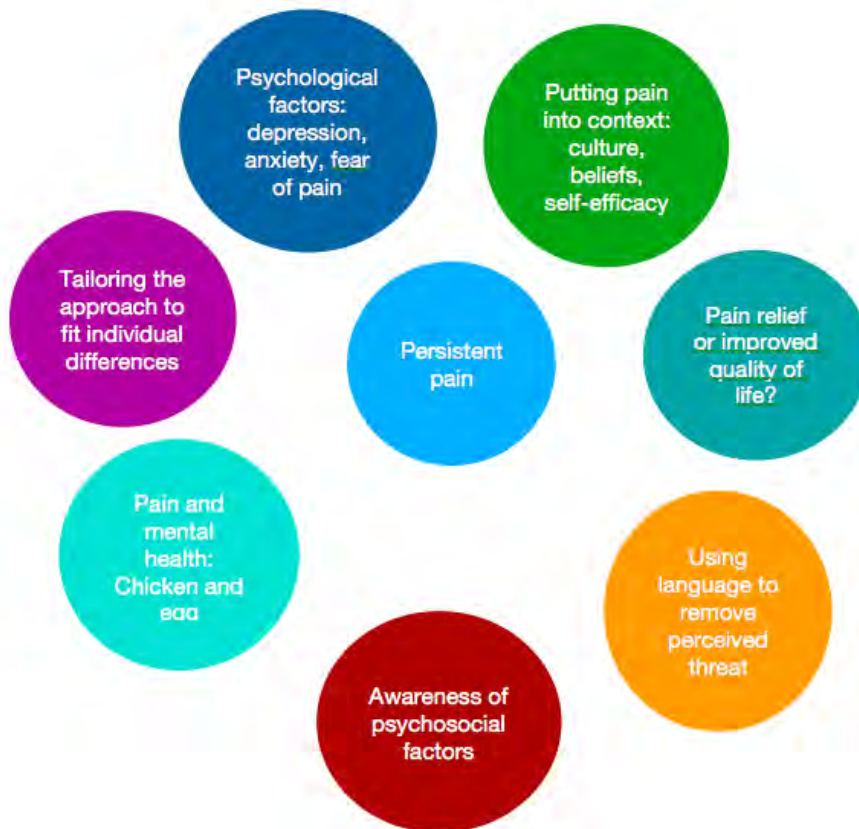 Psychological
factors:
depression,
anxiety, fear
of pain
Putting pain
into context:
culture,
beliefs,
self-efficacy
Tailoring the
approach to
fit individual
differences
Persistent
pain
Pain relief
or improved
quality of
life?
Pain and
mental
health:
Chicken and
egg
Using
language to
remove
perceived
threat
Awareness of
psychosocial
factors